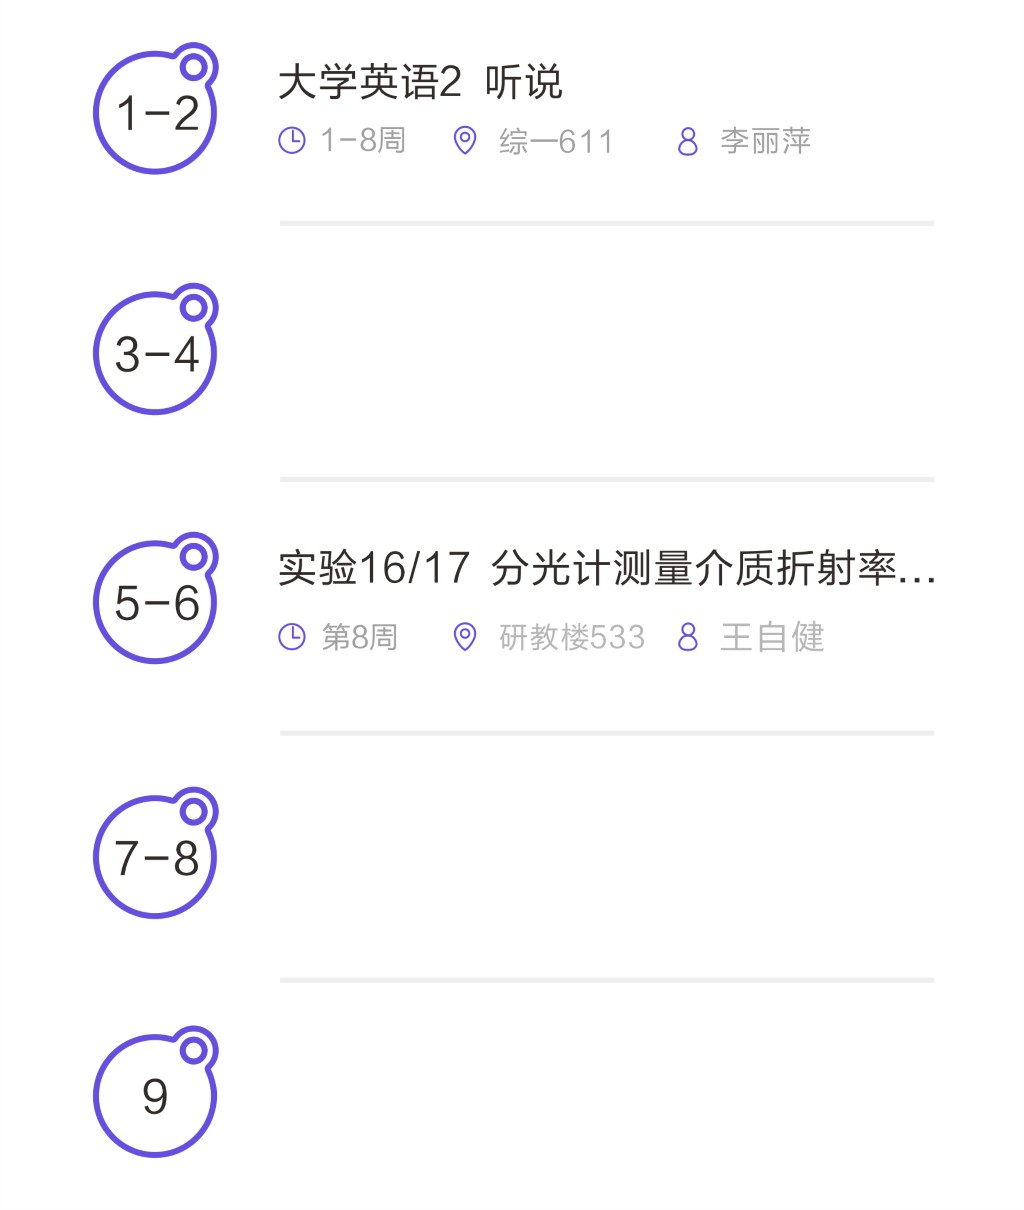 1-2
大学英语2 听说
1-8周 综一611 李丽萍
3-4
5-6
实验16/17 分光计测量介质折射率...
第8周 研教楼533 王自健
7-8
9